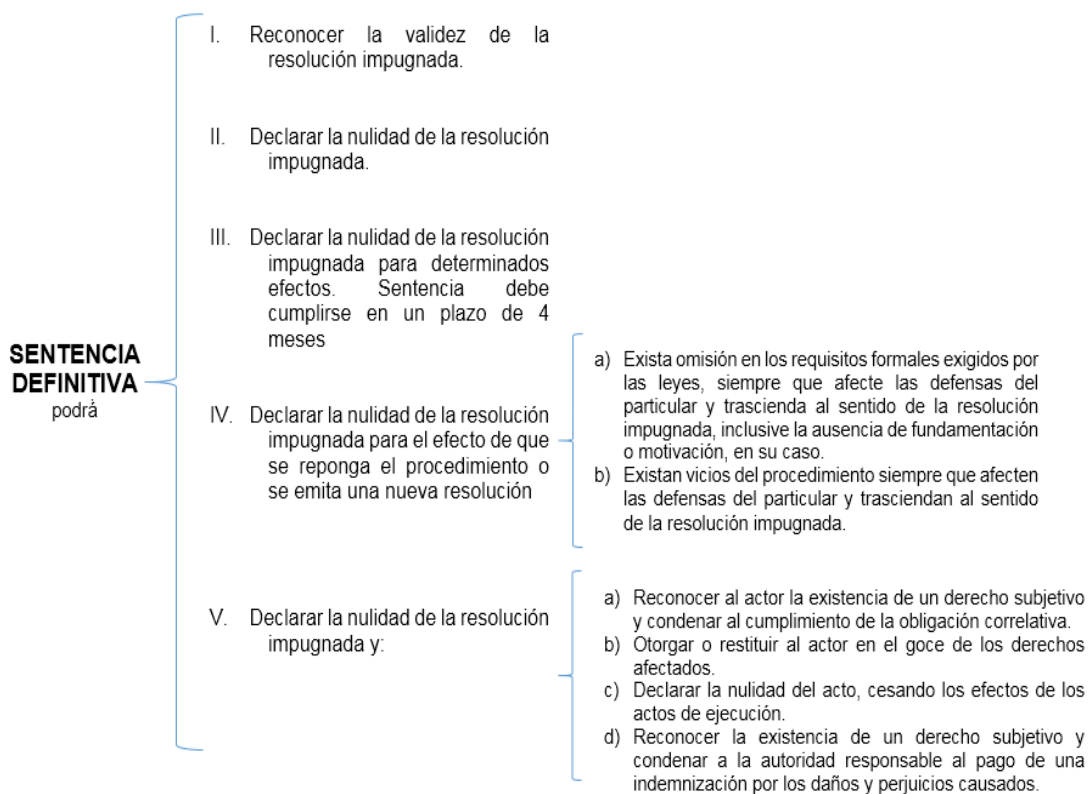 SENTENCIA
DEFINITIVA
podrá
I. Reconocer la validez de la
resolución impugnada.
II. Declarar la nulidad de la resolución
impugnada.
III. Declarar la nulidad de la resolución
impugnada para determinados
efectos. Sentencia debe
cumplirse en un plazo de 4
meses
IV. Declarar la nulidad de la resolución
impugnada para el efecto de que
se reponga el procedimiento o
se emita una nueva resolución
a) Exista omisión en los requisitos formales exigidos por
las leyes, siempre que afecte las defensas del
particular y trascienda al sentido de la resolución
impugnada, inclusive la ausencia de fundamentación
o motivación, en su caso.
b) Existan vicios del procedimiento siempre que afecten
las defensas del particular y trasciendan al sentido
de la resolución impugnada.
V. Declarar la nulidad de la resolución
impugnada y:
a) Reconocer al actor la existencia de un derecho subjetivo
y condenar al cumplimiento de la obligación correlativa.
b) Otorgar o restituir al actor en el goce de los derechos
afectados.
c) Declarar la nulidad del acto, cesando los efectos de los
actos de ejecución.
d) Reconocer la existencia de un derecho subjetivo y
condenar a la autoridad responsable al pago de una
indemnización por los daños y perjuicios causados.